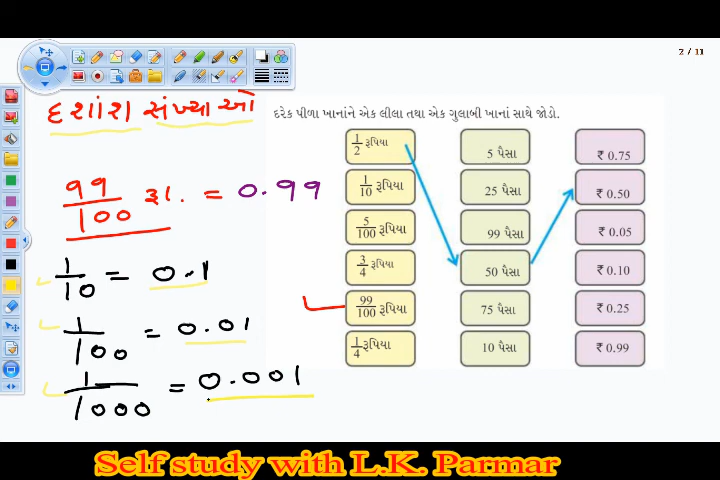 2 / 11
દશાંશ સંખ્યાઓ
દરેક પીળા ખાનાંને એક લીલા તથા એક ગુલાબી ખાનાં સાથે જોડો.
99/100 રૂા. = 0.99
1/10 = 0.1
1/100 = 0.01
1/1000 = 0.001
1/2 રૂપિયા 5 પૈસા ₹ 0.75
1/10 રૂપિયા 25 પૈસા ₹ 0.50
5/100 રૂપિયા 99 પૈસા ₹ 0.05
3/4 રૂપિયા 50 પૈસા ₹ 0.10
99/100 રૂપિયા 75 પૈસા ₹ 0.25
1/4 રૂપિયા 10 પૈસા ₹ 0.99
Self study with L.K. Parmar